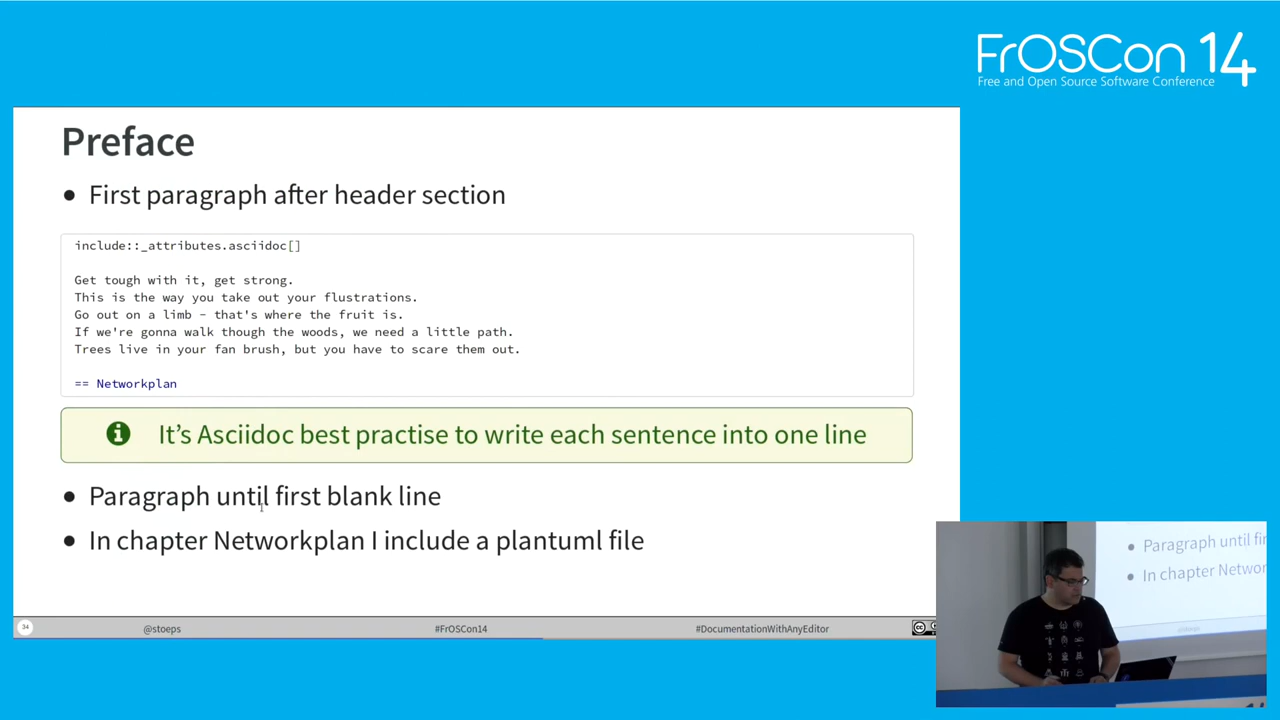 FrOSCon 14
Free and Open Source Software Conference
Preface
● First paragraph after header section
include::_attributes.asciidoc[]
Get tough with it, get strong.
This is the way you take out your flustrations.
Go out on a limb - that's where the fruit is.
If we're gonna walk though the woods, we need a little path.
Trees live in your fan brush, but you have to scare them out.
== Networkplan
It's Asciidoc best practise to write each sentence into one line
● Paragraph until first blank line
● In chapter Networkplan I include a plantuml file
34
@stoeps
#FrOSCon14
#DocumentationWithAnyEditor
● Paragraph until fir
● In chapter Networ